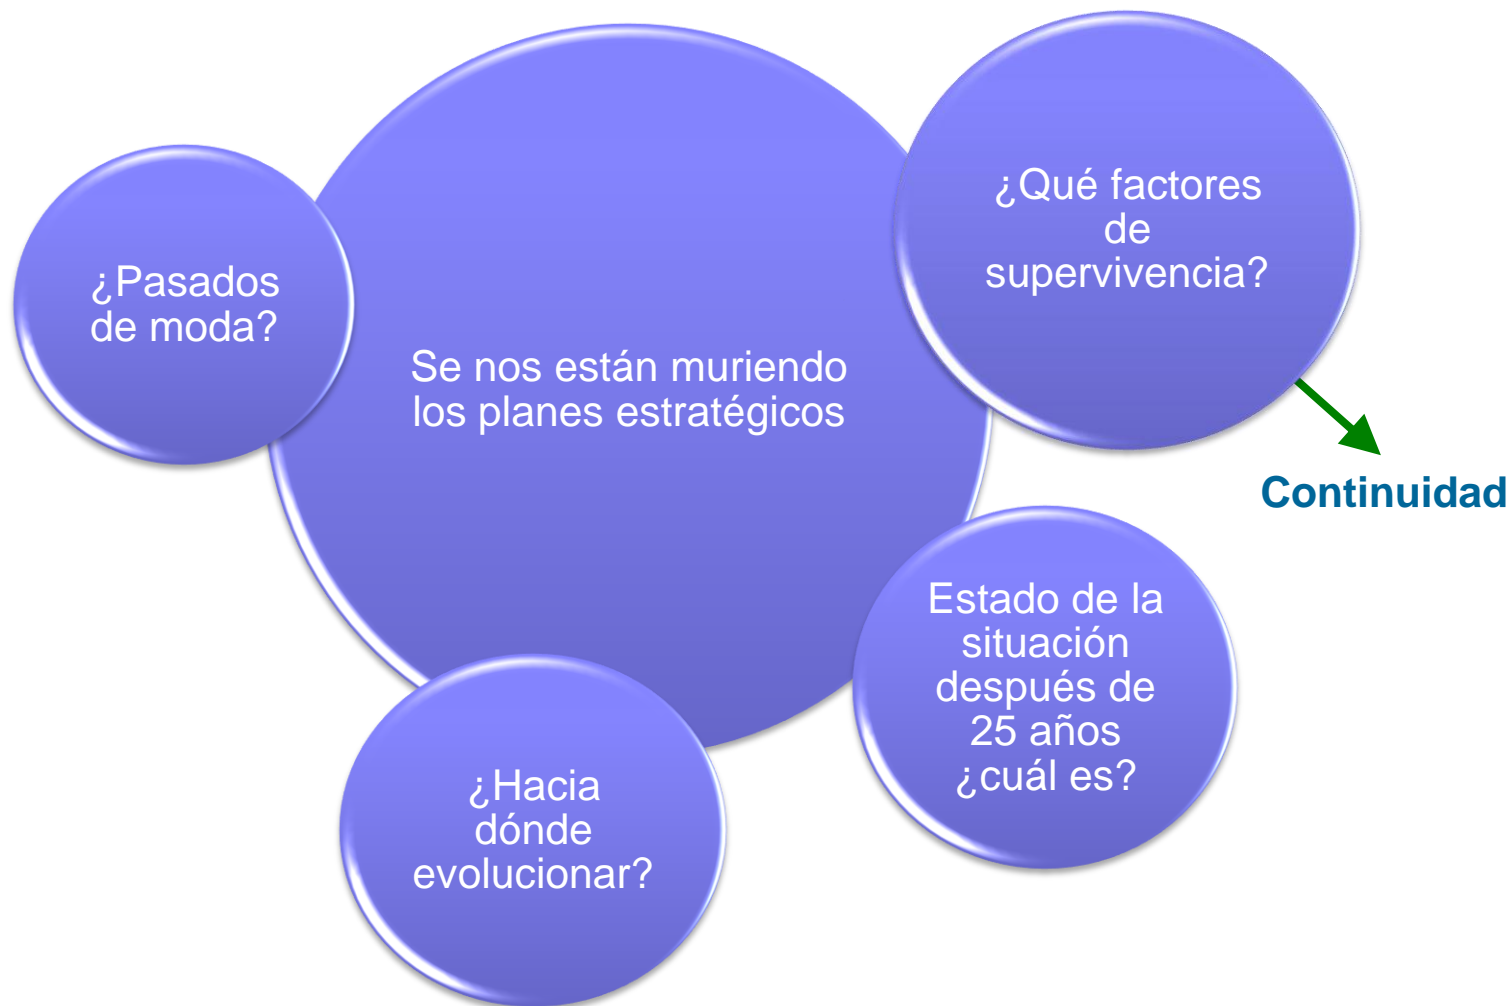 ¿Pasados
de moda?
Se nos están muriendo
los planes estratégicos
¿Qué factores
de
supervivencia?
Continuidad
Estado de la
situación
después de
25 años
¿cuál es?
¿Hacia
dónde
evolucionar?